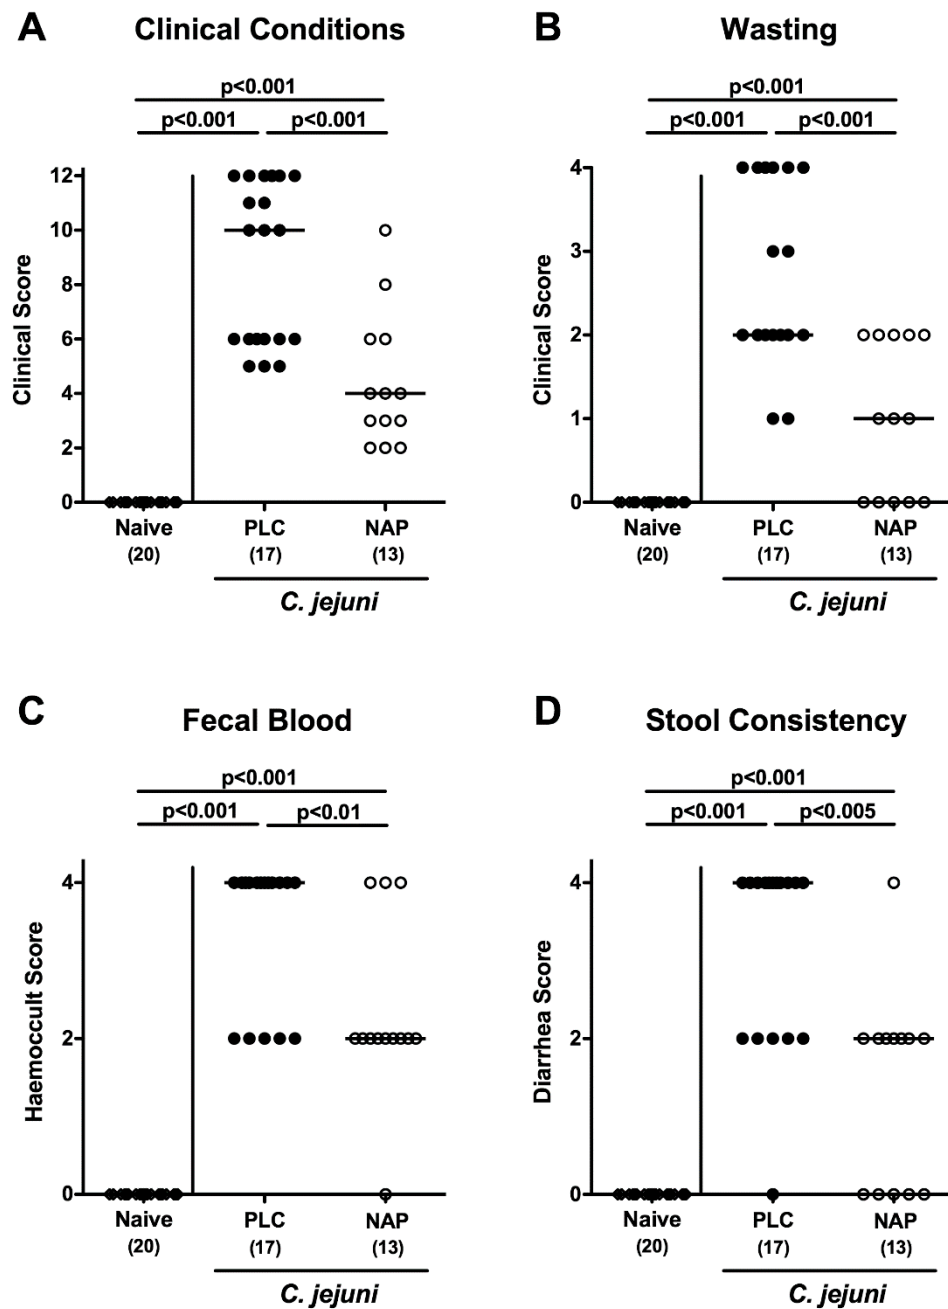 A Clinical Conditions
p<0.001
p<0.001 p<0.001
Clinical Score
12
10
8
6
4
2
0
Naive PLC NAP
(20) (17) (13)
C. jejuni
B Wasting
p<0.001
p<0.001 p<0.001
Clinical Score
4
3
2
1
0
Naive PLC NAP
(20) (17) (13)
C. jejuni
C Fecal Blood
p<0.001
p<0.001 p<0.01
Haemoccult Score
4
2
0
Naive PLC NAP
(20) (17) (13)
C. jejuni
D Stool Consistency
p<0.001
p<0.001 p<0.005
Diarrhea Score
4
2
0
Naive PLC NAP
(20) (17) (13)
C. jejuni